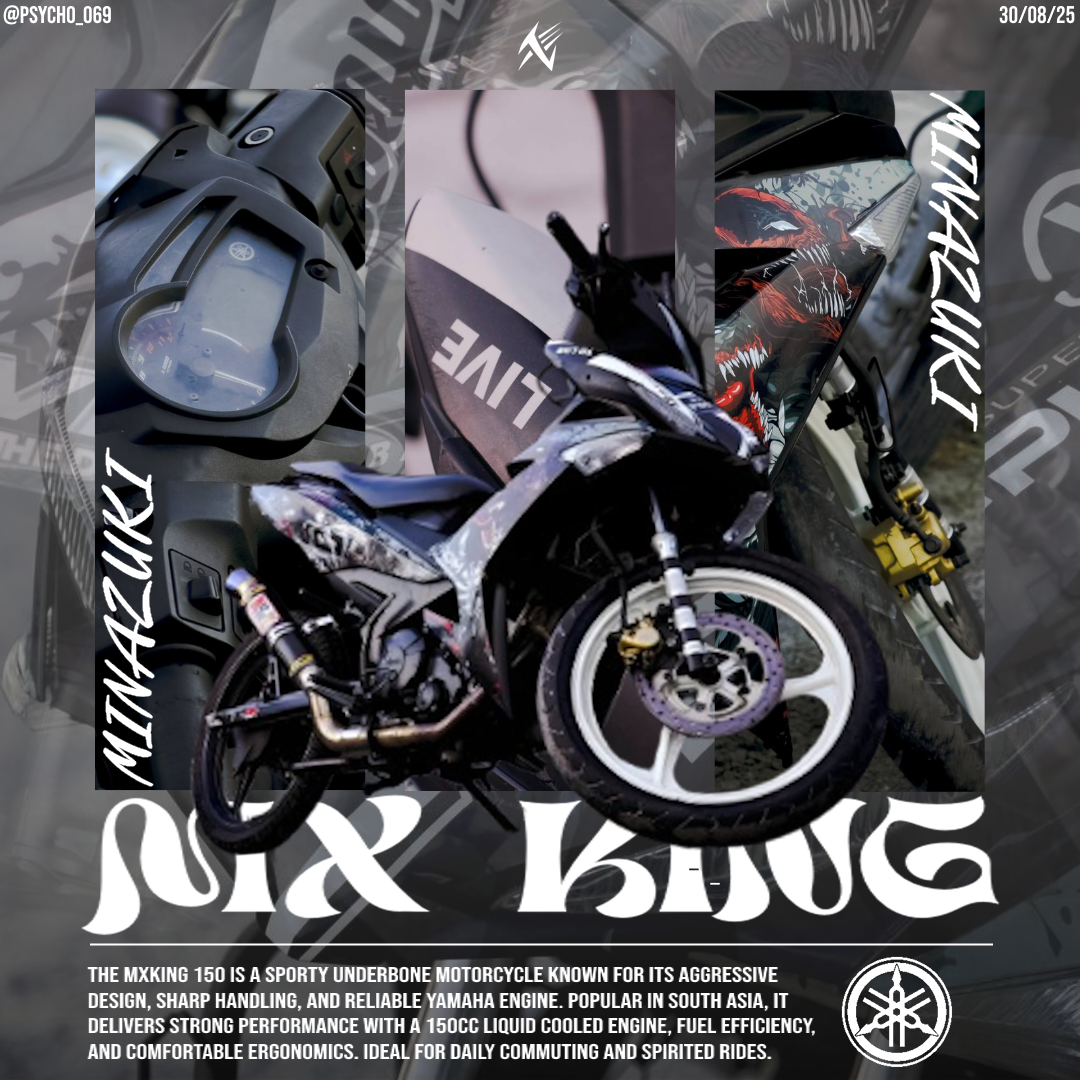 @PSYCHO_069
30/08/25
MINAZUKI
LIVE
MINAZUKI
MX KING
THE MXKING 150 IS A SPORTY UNDERBONE MOTORCYCLE KNOWN FOR ITS AGGRESSIVE
DESIGN, SHARP HANDLING, AND RELIABLE YAMAHA ENGINE. POPULAR IN SOUTH ASIA, IT
DELIVERS STRONG PERFORMANCE WITH A 150CC LIQUID COOLED ENGINE, FUEL EFFICIENCY,
AND COMFORTABLE ERGONOMICS. IDEAL FOR DAILY COMMUTING AND SPIRITED RIDES.